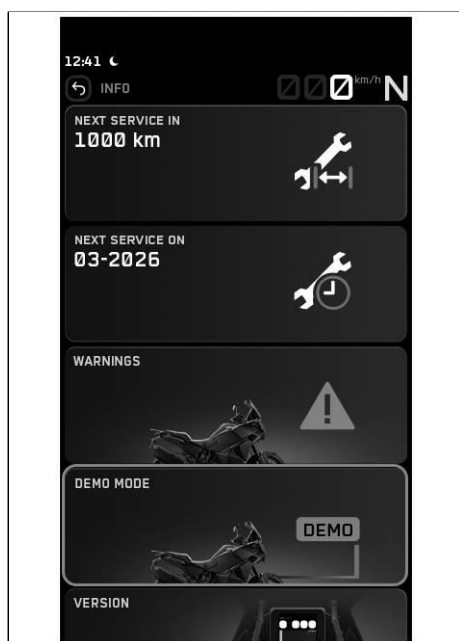 12:41
INFO
000 km/h N
NEXT SERVICE IN
1000 km
NEXT SERVICE ON
03-2026
WARNINGS
DEMO MODE
DEMO
VERSION